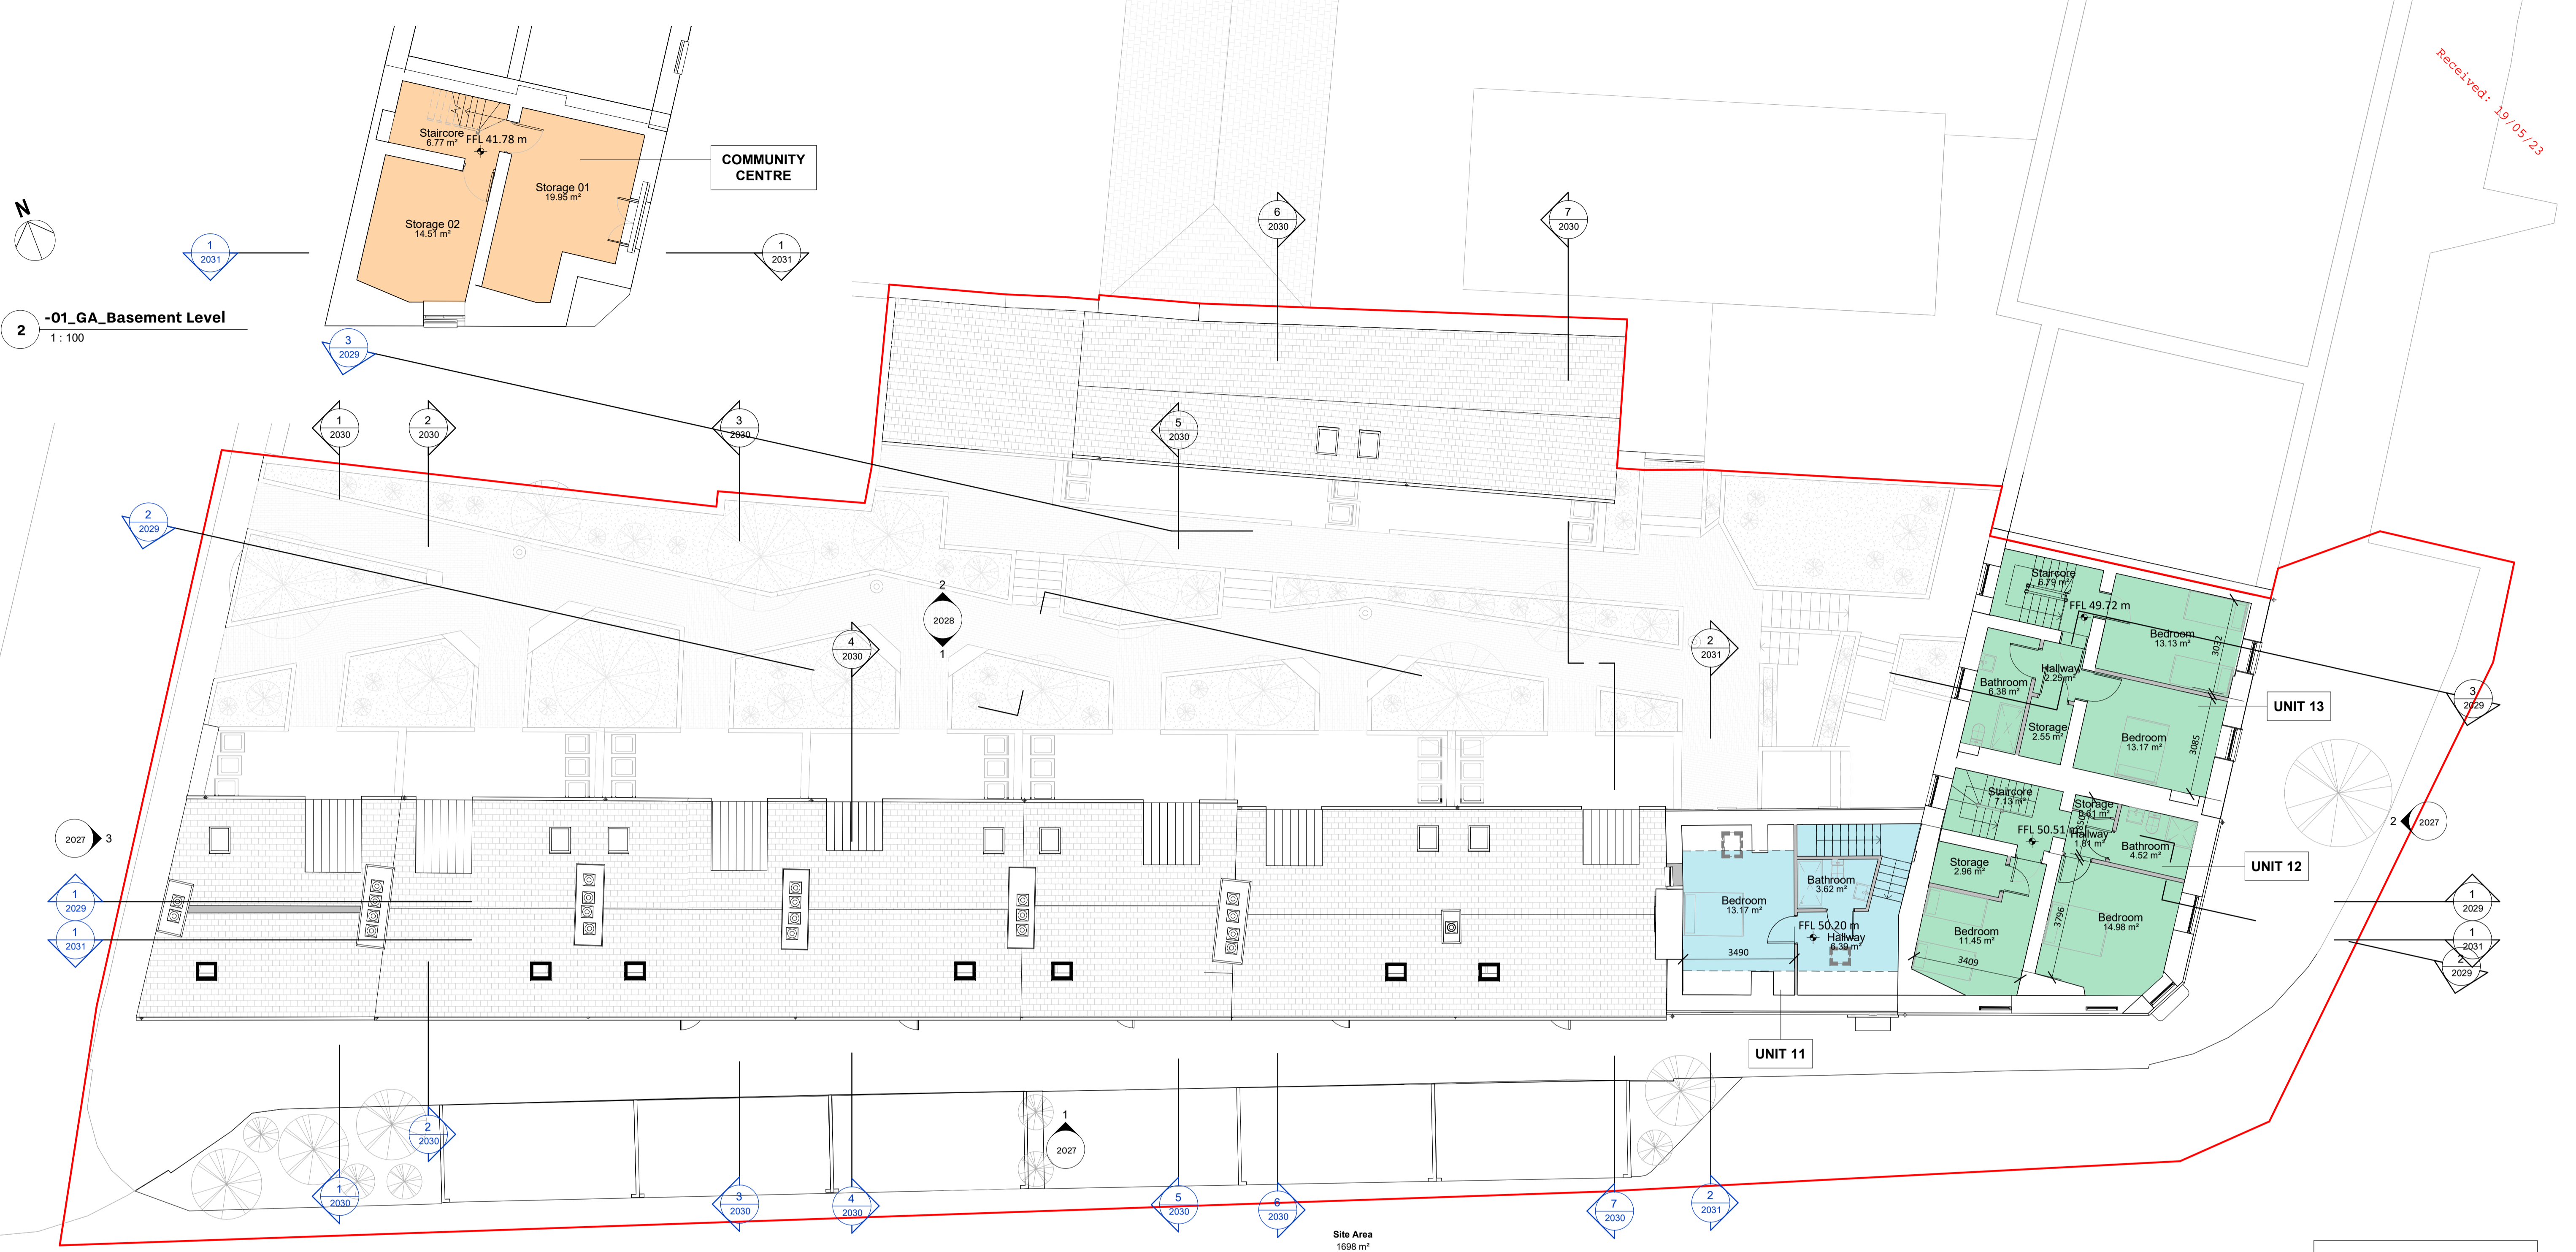 Received: 19/05/23
N
Staircore
6.77 m²
FFL 41.78 m
Storage 01
19.95 m²
Storage 02
14.51 m²
COMMUNITY
CENTRE
1
2031
1
2031
2
-01_GA_Basement Level
1 : 100
3
2029
6
2030
7
2030
1
2030
2
2030
3
2030
5
2030
2
2029
2
2028
1
4
2030
2
2031
Staircore
6.79 m²
FFL 49.72 m
Bedroom
13.13 m²
3032
Hallway
2.25 m²
Bathroom
6.38 m²
Storage
2.55 m²
Bedroom
13.17 m²
3085
UNIT 13
3
2029
Staircore
7.13 m²
Storage
FFL 50.51 m
Hallway
1.81 m²
Bathroom
4.52 m²
Storage
2.96 m²
Bedroom
11.45 m²
3409
3796
Bedroom
14.98 m²
UNIT 12
2
2027
2027
3
1
2029
1
2031
Bathroom
3.62 m²
Bedroom
13.17 m²
FFL 50.20 m
Hallway
6.39 m²
3490
UNIT 11
1
2029
1
2031
2
2029
1
2027
2
2030
1
2030
3
2030
4
2030
5
2030
6
2030
7
2030
2
2031
Site Area
1698 m²